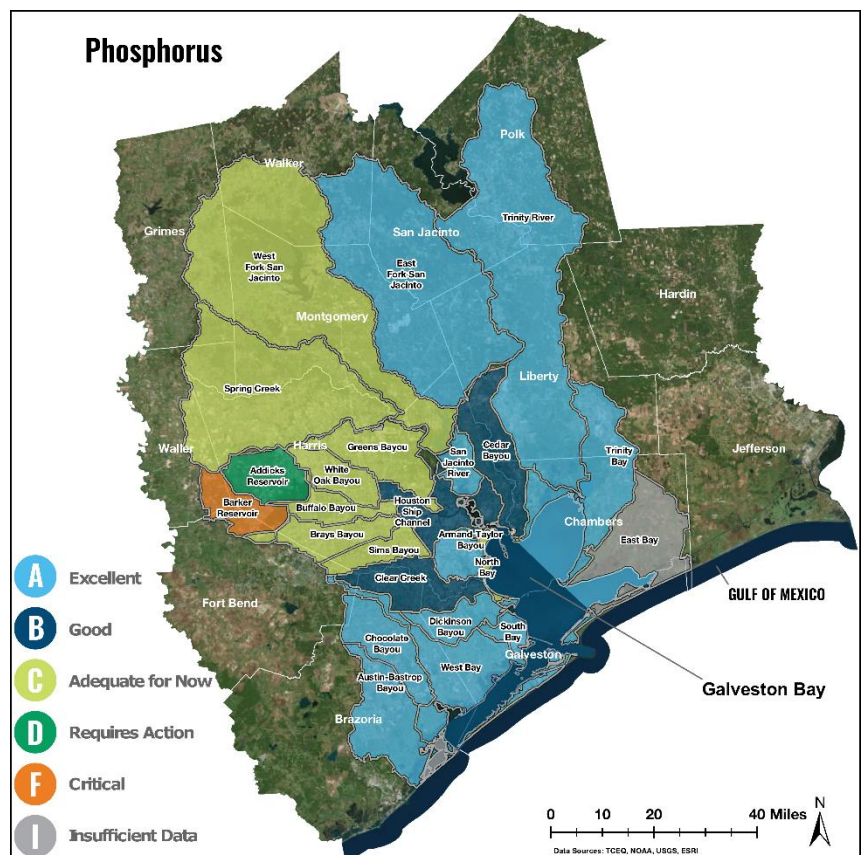 Phosphorus
Polk
Walker
Trinity River
Grimes
San Jacinto
West
Fork San
Jacinto
East
Fork San
Jacinto
Hardin
Montgomery
Liberty
Spring Creek
Waller
Harris
Greens Bayou
Cedar
Bayou
San
Jacinto
River
Trinity
Bay
Jefferson
Addicks
Reservoir
White
Oak Bayou
Barker
Reservoir
Buffalo Bayou
Houston
Ship
Channel
Chambers
Brays Bayou
Armand-Taylor
Bayou
East Bay
Sims Bayou
North
Bay
A Excellent
Clear Creek
GULF OF MEXICO
Fort Bend
B Good
Dickinson
Bayou
South
Bay
Chocolate
Bayou
Galveston
West Bay
C Adequate for Now
Austin-Bastrop
Bayou
Galveston Bay
Brazoria
D Requires Action
F Critical
I Insufficient Data
0 10 20 40 Miles
N
Data Sources: TCEQ, NOAA, USGS, ESRI